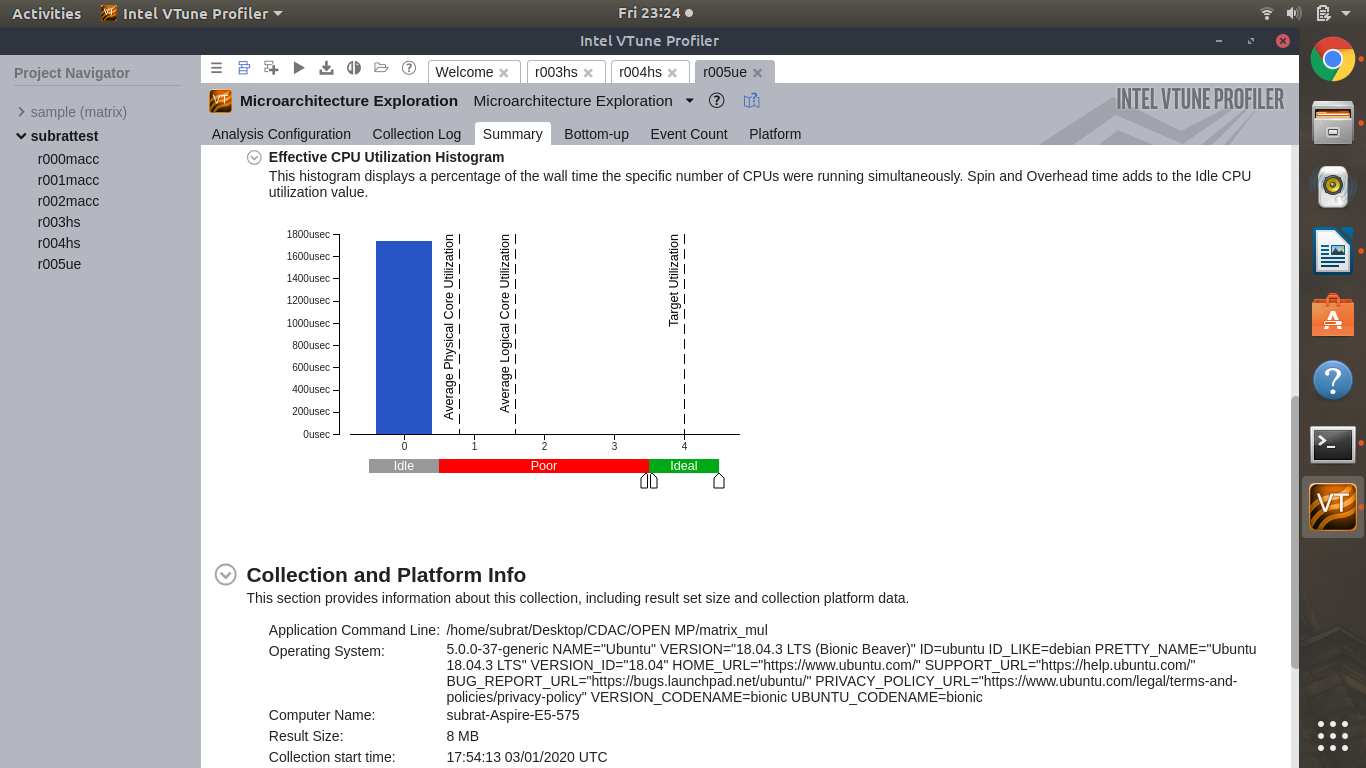 Activities
Intel VTune Profiler
Fri 23:24
Intel VTune Profiler
Project Navigator
sample (matrix)
subrattest
r000macc
r001macc
r002macc
r003hs
r004hs
r005ue
Welcome
r003hs
r004hs
r005ue
VT
Microarchitecture Exploration
Microarchitecture Exploration
INTEL VTUNE PROFILER
Analysis Configuration
Collection Log
Summary
Bottom-up
Event Count
Platform
Effective CPU Utilization Histogram
This histogram displays a percentage of the wall time the specific number of CPUs were running simultaneously. Spin and Overhead time adds to the Idle CPU
utilization value.
1800usec
1600usec
1400usec
1200usec
1000usec
800usec
600usec
400usec
200usec
0usec
Average Physical Core Utilization
Average Logical Core Utilization
Target Utilization
0 1 2 3 4
Idle Poor Ideal
Collection and Platform Info
This section provides information about this collection, including result set size and collection platform data.
Application Command Line: /home/subrat/Desktop/CDAC/OPEN MP/matrix_mul
Operating System: 5.0.0-37-generic NAME="Ubuntu" VERSION="18.04.3 LTS (Bionic Beaver)" ID=ubuntu ID_LIKE=debian PRETTY_NAME="Ubuntu
18.04.3 LTS" VERSION_ID="18.04" HOME_URL="https://www.ubuntu.com/" SUPPORT_URL="https://help.ubuntu.com/"
BUG_REPORT_URL="https://bugs.launchpad.net/ubuntu/" PRIVACY_POLICY_URL="https://www.ubuntu.com/legal/terms-and-
policies/privacy-policy" VERSION_CODENAME=bionic UBUNTU_CODENAME=bionic
Computer Name: subrat-Aspire-E5-575
Result Size: 8 MB
Collection start time: 17:54:13 03/01/2020 UTC
VT